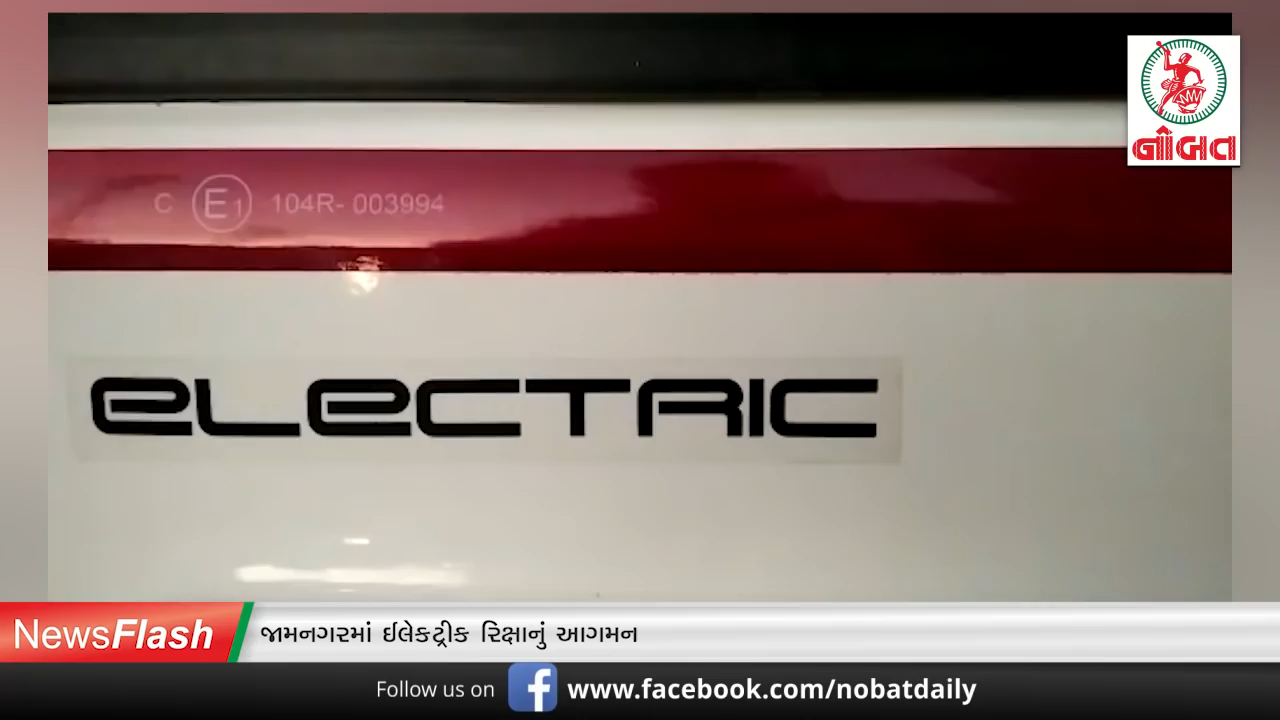 નોબત
C E1 104R- 003994
ELECTRIC
NewsFlash
જામનગરમાં ઈલેક્ટ્રીક રિક્ષાનું આગમન
Follow us on f www.facebook.com/nobatdaily